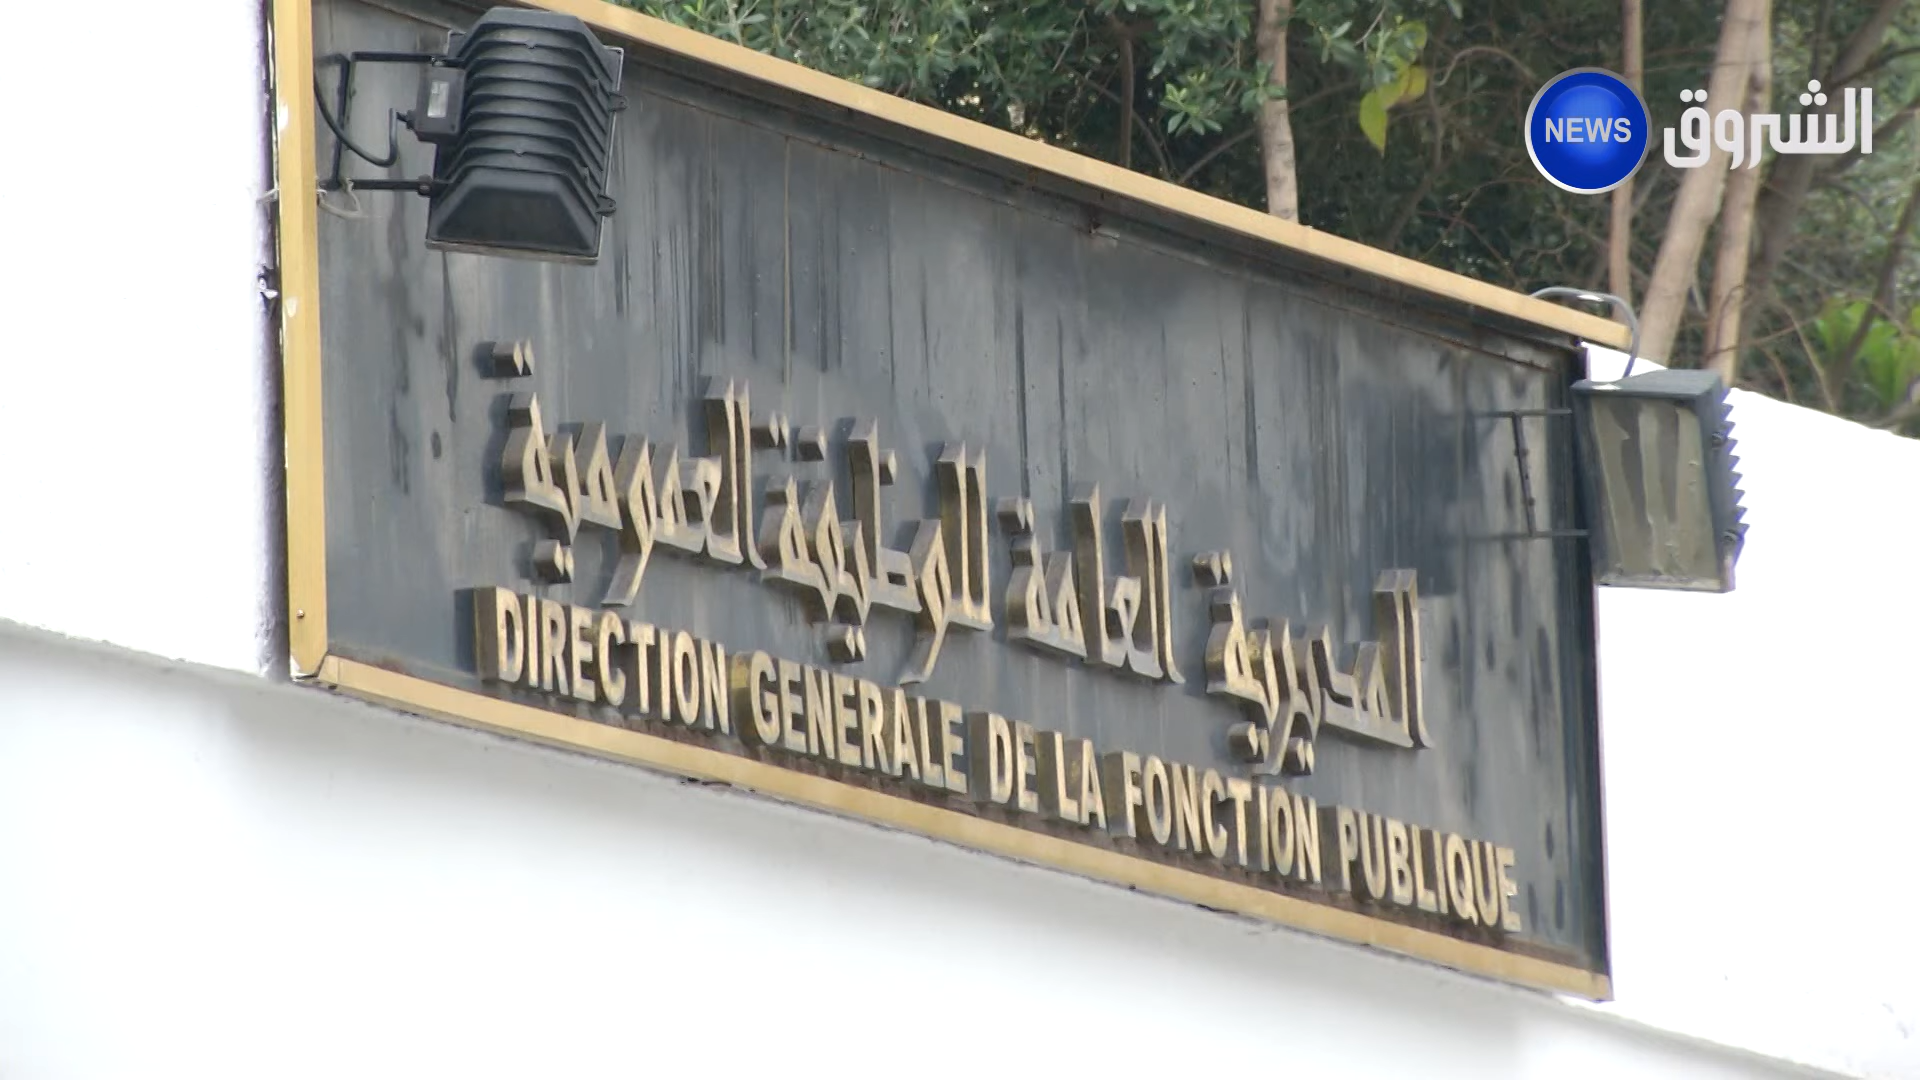 NEWS الشروق
المديرية العامة للوظيفة العمومية
DIRECTION GENERALE DE LA FONCTION PUBLIQUE